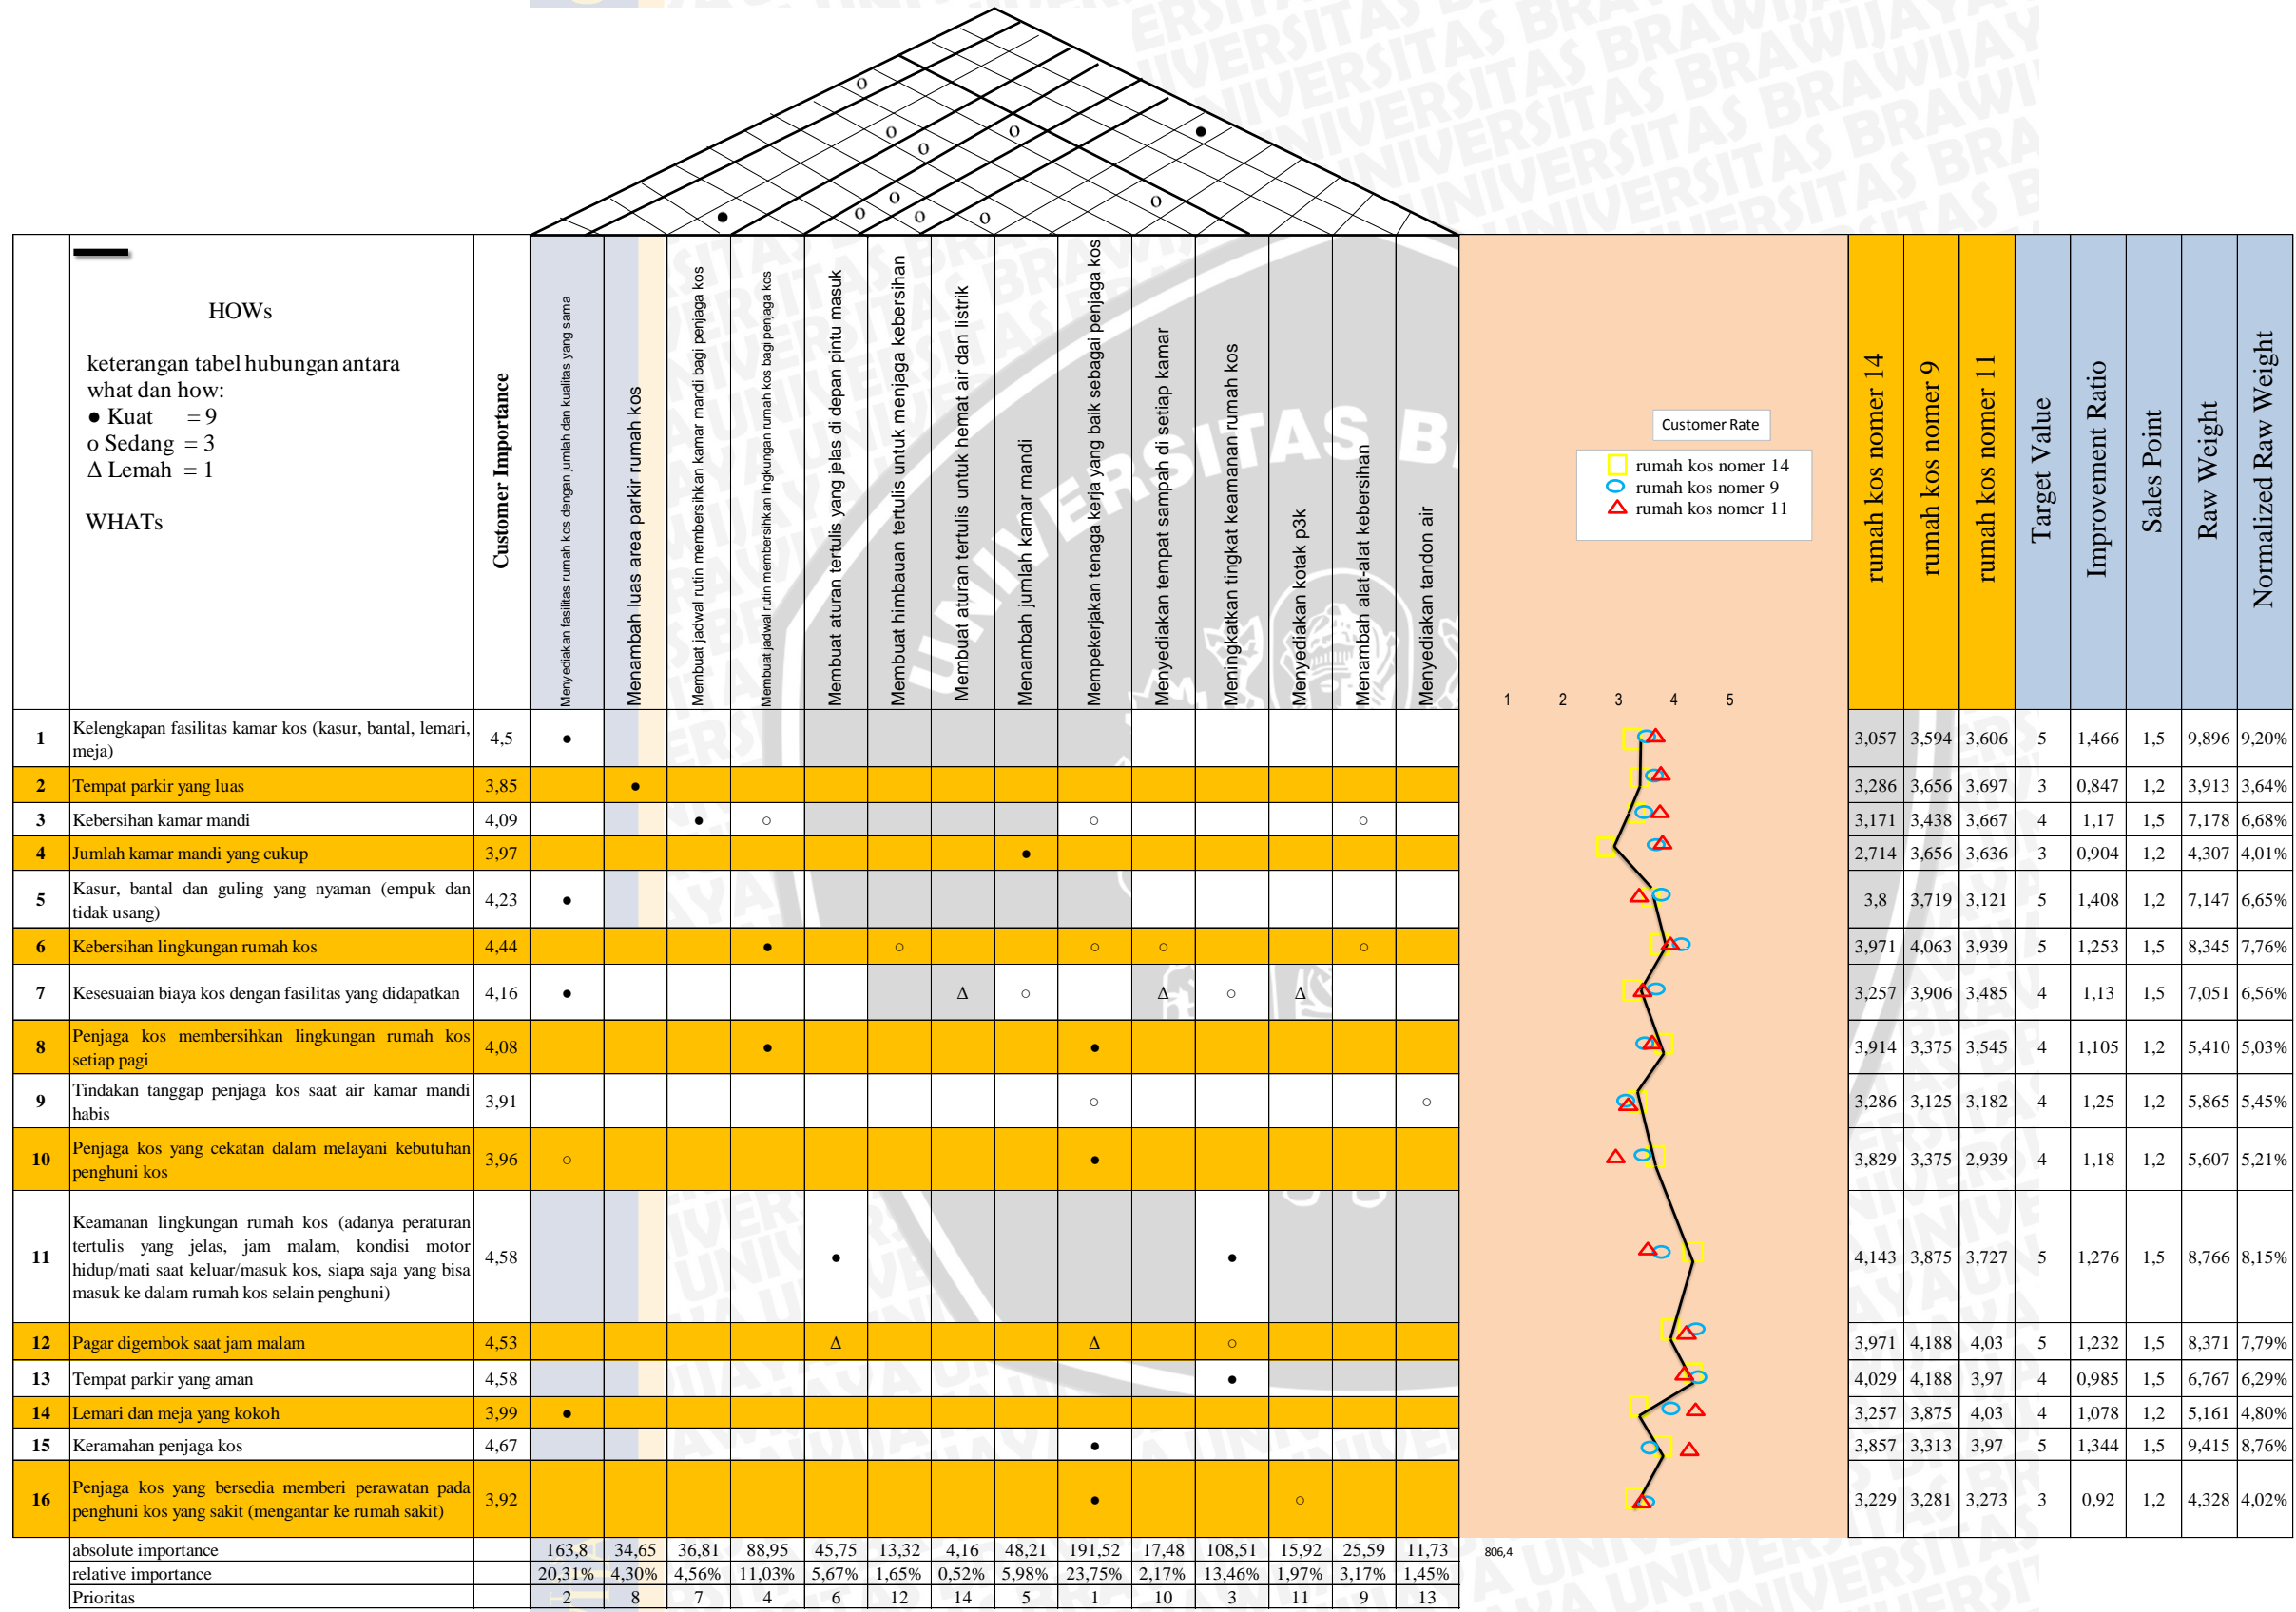 HOWs
keterangan tabel hubungan antara
what dan how:
● Kuat = 9
o Sedang = 3
Δ Lemah = 1
WHATs
Customer Importance
Menyediakan fasilitas rumah kos dengan jumlah dan kualitas yang sama
Menambah luas area parkir rumah kos
Membuat jadwal rutin membersihkan kamar mandi bagi penjaga kos
Membuat jadwal rutin membersihkan lingkungan rumah kos bagi penjaga kos
Membuat aturan tertulis yang jelas di depan pintu masuk
Membuat himbauan tertulis untuk menjaga kebersihan
Membuat aturan tertulis untuk hemat air dan listrik
Menambah jumlah kamar mandi
Mempekerjakan tenaga kerja yang baik sebagai penjaga kos
Menyediakan tempat sampah di setiap kamar
Meningkatkan tingkat keamanan rumah kos
Menyediakan kotak p3k
Menambah alat-alat kebersihan
Menyediakan tandon air
Customer Rate
rumah kos nomer 14
rumah kos nomer 9
rumah kos nomer 11
1 2 3 4 5
rumah kos nomer 14
rumah kos nomer 9
rumah kos nomer 11
Target Value
Improvement Ratio
Sales Point
Raw Weight
Normalized Raw Weight
1 Kelengkapan fasilitas kamar kos (kasur, bantal, lemari,
meja) 4,5 ● 3,057 3,594 3,606 5 1,466 1,5 9,896 9,20%
2 Tempat parkir yang luas 3,85 ● 3,286 3,656 3,697 3 0,847 1,2 3,913 3,64%
3 Kebersihan kamar mandi 4,09 ● ○ ○ ○ 3,171 3,438 3,667 4 1,17 1,5 7,178 6,68%
4 Jumlah kamar mandi yang cukup 3,97 ● 2,714 3,656 3,636 3 0,904 1,2 4,307 4,01%
5 Kasur, bantal dan guling yang nyaman (empuk dan
tidak usang) 4,23 ● 3,8 3,719 3,121 5 1,408 1,2 7,147 6,65%
6 Kebersihan lingkungan rumah kos 4,44 ● ○ ○ ○ ○ 3,971 4,063 3,939 5 1,253 1,5 8,345 7,76%
7 Kesesuaian biaya kos dengan fasilitas yang didapatkan 4,16 ● Δ ○ Δ ○ Δ 3,257 3,906 3,485 4 1,13 1,5 7,051 6,56%
8 Penjaga kos membersihkan lingkungan rumah kos
setiap pagi 4,08 ● ● 3,914 3,375 3,545 4 1,105 1,2 5,410 5,03%
9 Tindakan tanggap penjaga kos saat air kamar mandi
habis 3,91 ○ ○ 3,286 3,125 3,182 4 1,25 1,2 5,865 5,45%
10 Penjaga kos yang cekatan dalam melayani kebutuhan
penghuni kos 3,96 ○ ● 3,829 3,375 2,939 4 1,18 1,2 5,607 5,21%
11 Keamanan lingkungan rumah kos (adanya peraturan
tertulis yang jelas, jam malam, kondisi motor
hidup/mati saat keluar/masuk kos, siapa saja yang bisa
masuk ke dalam rumah kos selain penghuni) 4,58 ● ● 4,143 3,875 3,727 5 1,276 1,5 8,766 8,15%
12 Pagar digembok saat jam malam 4,53 Δ Δ ○ 3,971 4,188 4,03 5 1,232 1,5 8,371 7,79%
13 Tempat parkir yang aman 4,58 ● 4,029 4,188 3,97 4 0,985 1,5 6,767 6,29%
14 Lemari dan meja yang kokoh 3,99 ● 3,257 3,875 4,03 4 1,078 1,2 5,161 4,80%
15 Keramahan penjaga kos 4,67 ● 3,857 3,313 3,97 5 1,344 1,5 9,415 8,76%
16 Penjaga kos yang bersedia memberi perawatan pada
penghuni kos yang sakit (mengantar ke rumah sakit) 3,92 ● ○ 3,229 3,281 3,273 3 0,92 1,2 4,328 4,02%
absolute importance 163,8 34,65 36,81 88,95 45,75 13,32 4,16 48,21 191,52 17,48 108,51 15,92 25,59 11,73 806,4
relative importance 20,31% 4,30% 4,56% 11,03% 5,67% 1,65% 0,52% 5,98% 23,75% 2,17% 13,46% 1,97% 3,17% 1,45%
Prioritas 2 8 7 4 6 12 14 5 1 10 3 11 9 13